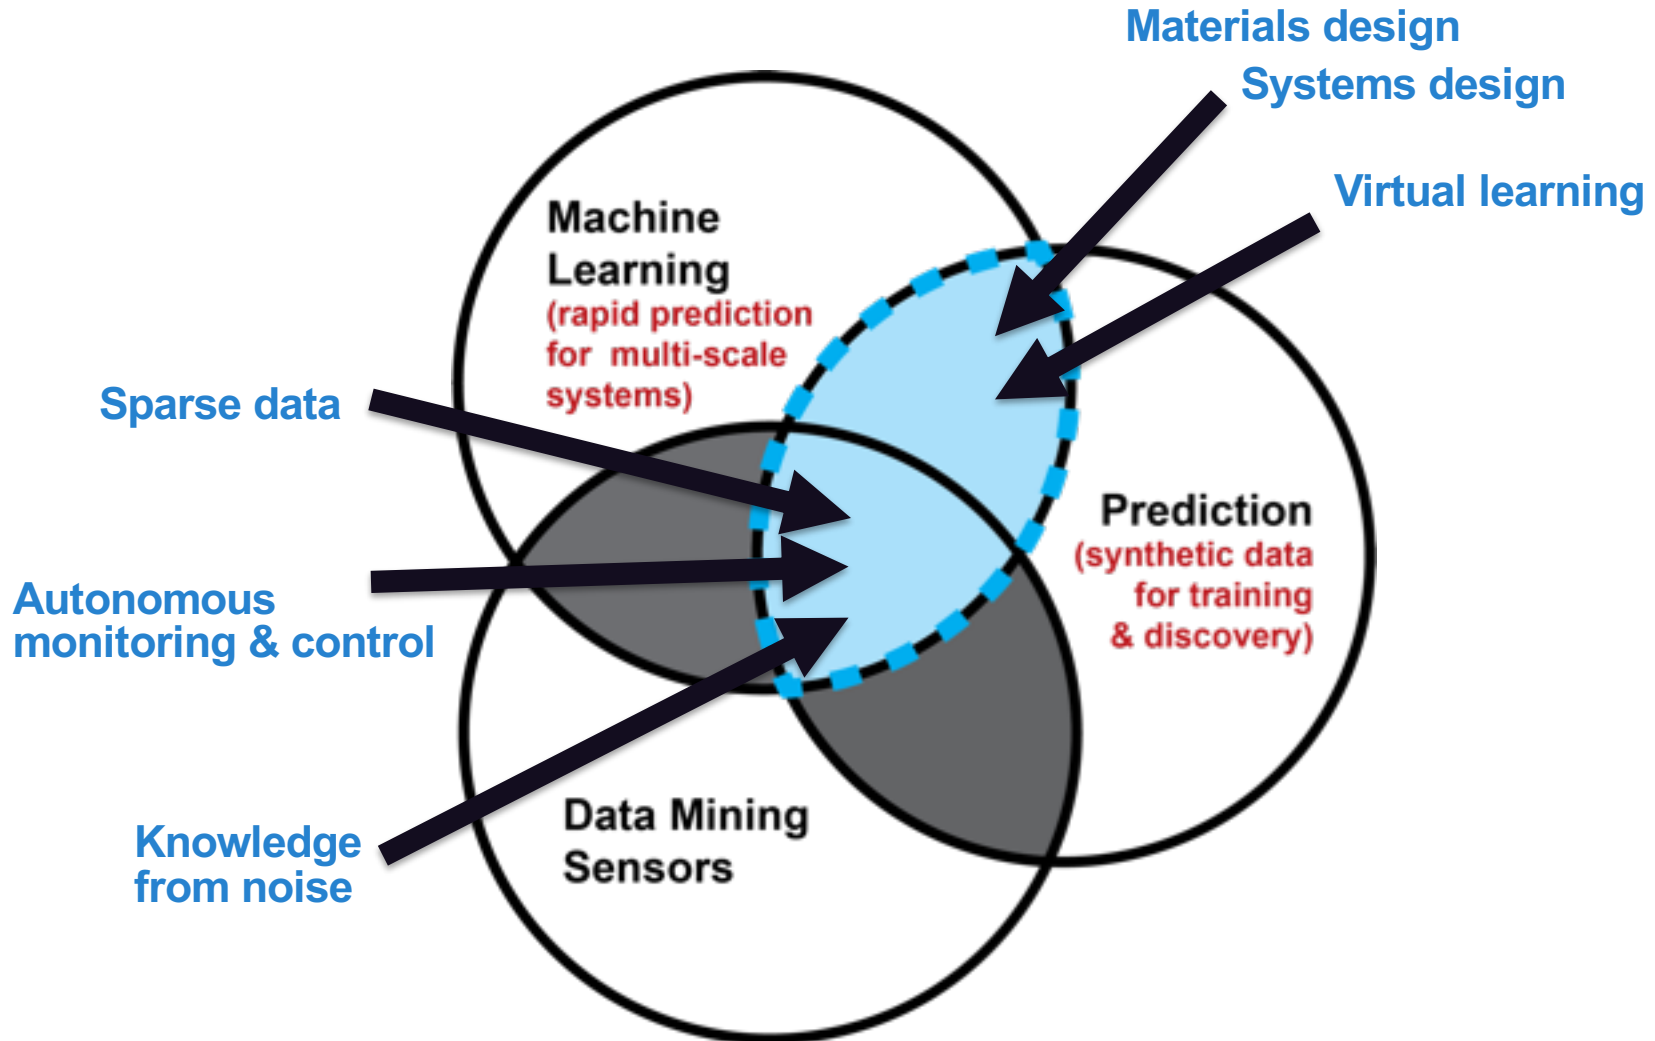 Materials design
Systems design
Virtual learning
Machine
Learning
(rapid prediction
for multi-scale
systems)
Sparse data
Prediction
(synthetic data
for training
& discovery)
Autonomous
monitoring & control
Data Mining
Sensors
Knowledge
from noise